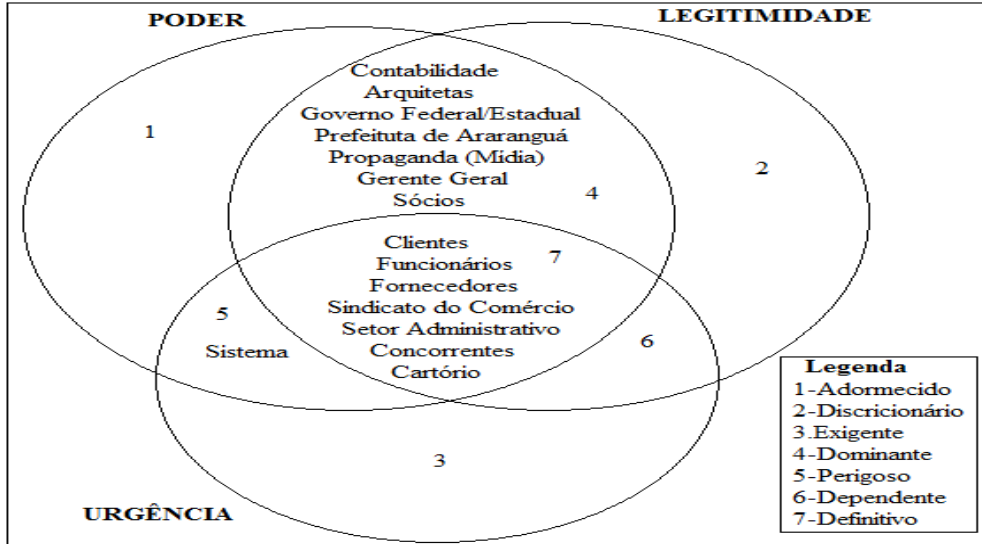 PODER
LEGITIMIDADE
Contabilidade
Arquitetas
Governo Federal/Estadual
1
Prefeituta de Araranguá
Propaganda (Mídia)
2
Gerente Geral
4
Sócios
Clientes
7
Funcionários
Fornecedores
5
Sindicato do Comércio
Setor Administrativo
6
Sistema
Concorrentes
Cartório
Legenda
1-Adormecido
2-Discricionário
3.Exigente
4-Dominante
5-Perigoso
6-Dependente
7-Definitivo
3
URGÊNCIA